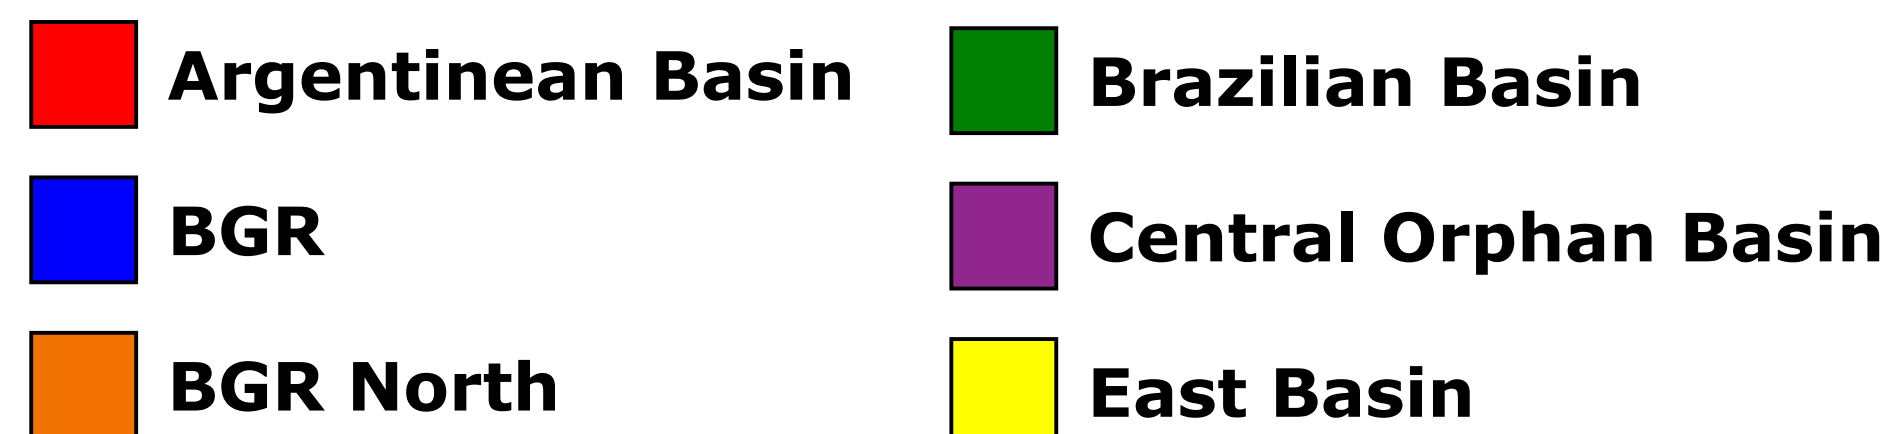 Argentinean Basin
BGR
BGR North
Brazilian Basin
Central Orphan Basin
East Basin